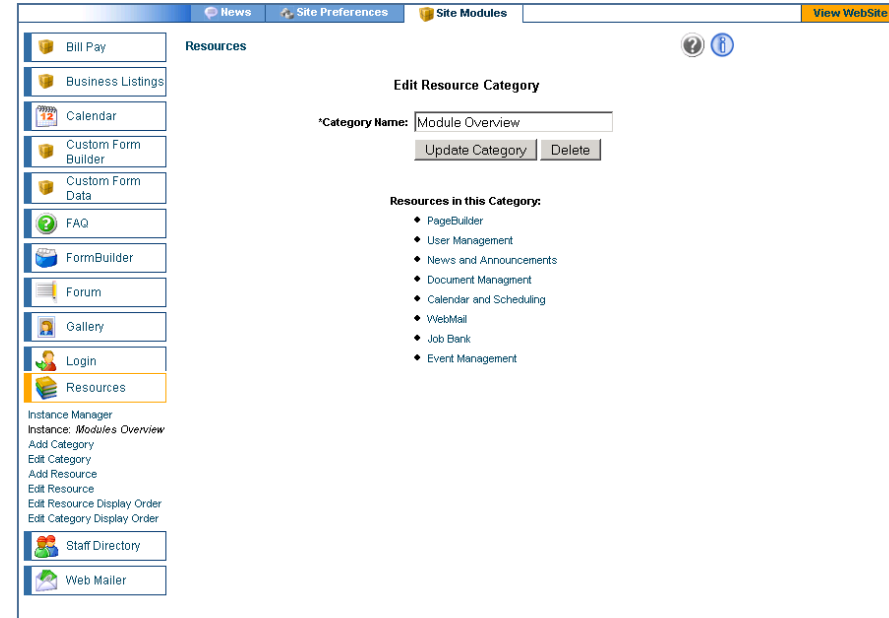 News
Site Preferences
Site Modules
View WebSite
Bill Pay
Business Listings
Calendar
12
Custom Form
Builder
Custom Form
Data
FAQ
FormBuilder
Forum
Gallery
Login
Resources
Instance Manager
Instance: Modules Overview
Add Category
Edit Category
Add Resource
Edit Resource
Edit Resource Display Order
Edit Category Display Order
Staff Directory
Web Mailer
Resources
Edit Resource Category
*Category Name: Module Overview
Update Category Delete
Resources in this Category:
PageBuilder
User Management
News and Announcements
Document Managment
Calendar and Scheduling
WebMail
Job Bank
Event Management